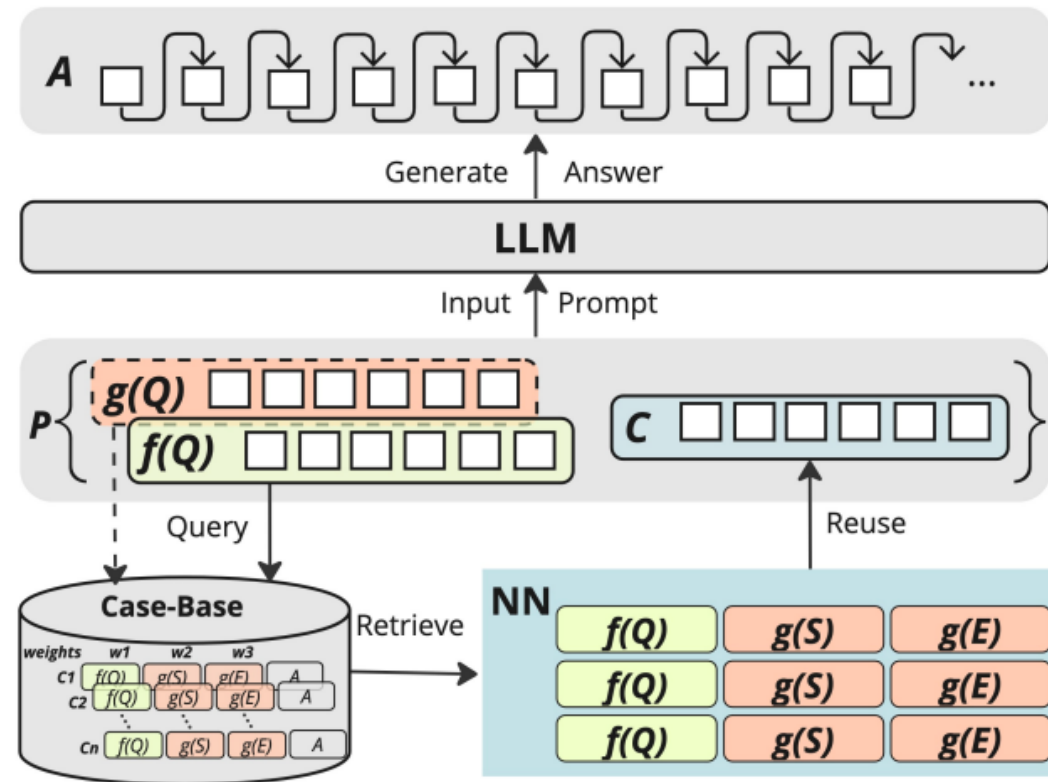 A ...
Generate Answer
LLM
Input Prompt
g(Q)
P
f(Q)
C
Query
Reuse
Case-Base
Retrieve
NN
weights w1 w2 w3
C1 f(Q) g(S) g(E) A
C2 f(Q) g(S) g(E) A
Cn f(Q) g(S) g(E) A
f(Q) g(S) g(E)
f(Q) g(S) g(E)
f(Q) g(S) g(E)